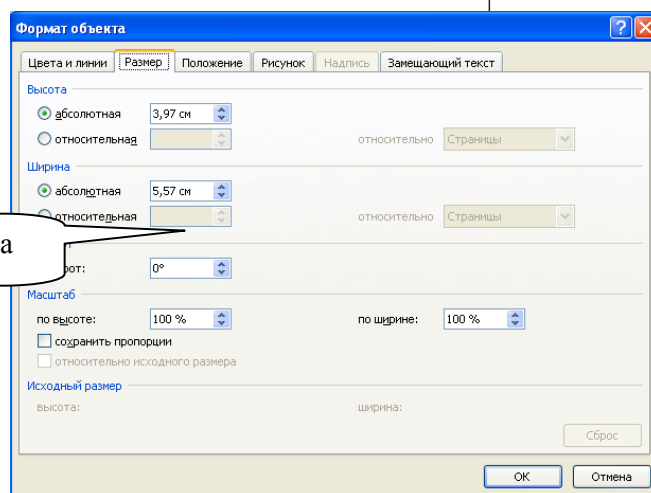 Формат объекта
Цвета и линии Размер Положение Рисунок Надпись Замещающий текст
Высота
абсолютная 3,97 см
относительная относительно Страницы
Ширина
абсолютная 5,57 см
относительная относительно Страницы
а
0°
Масштаб
по высоте: 100 % по ширине: 100 %
сохранить пропорции
относительно исходного размера
Исходный размер
высота: ширина:
Сброс
ОК Отмена